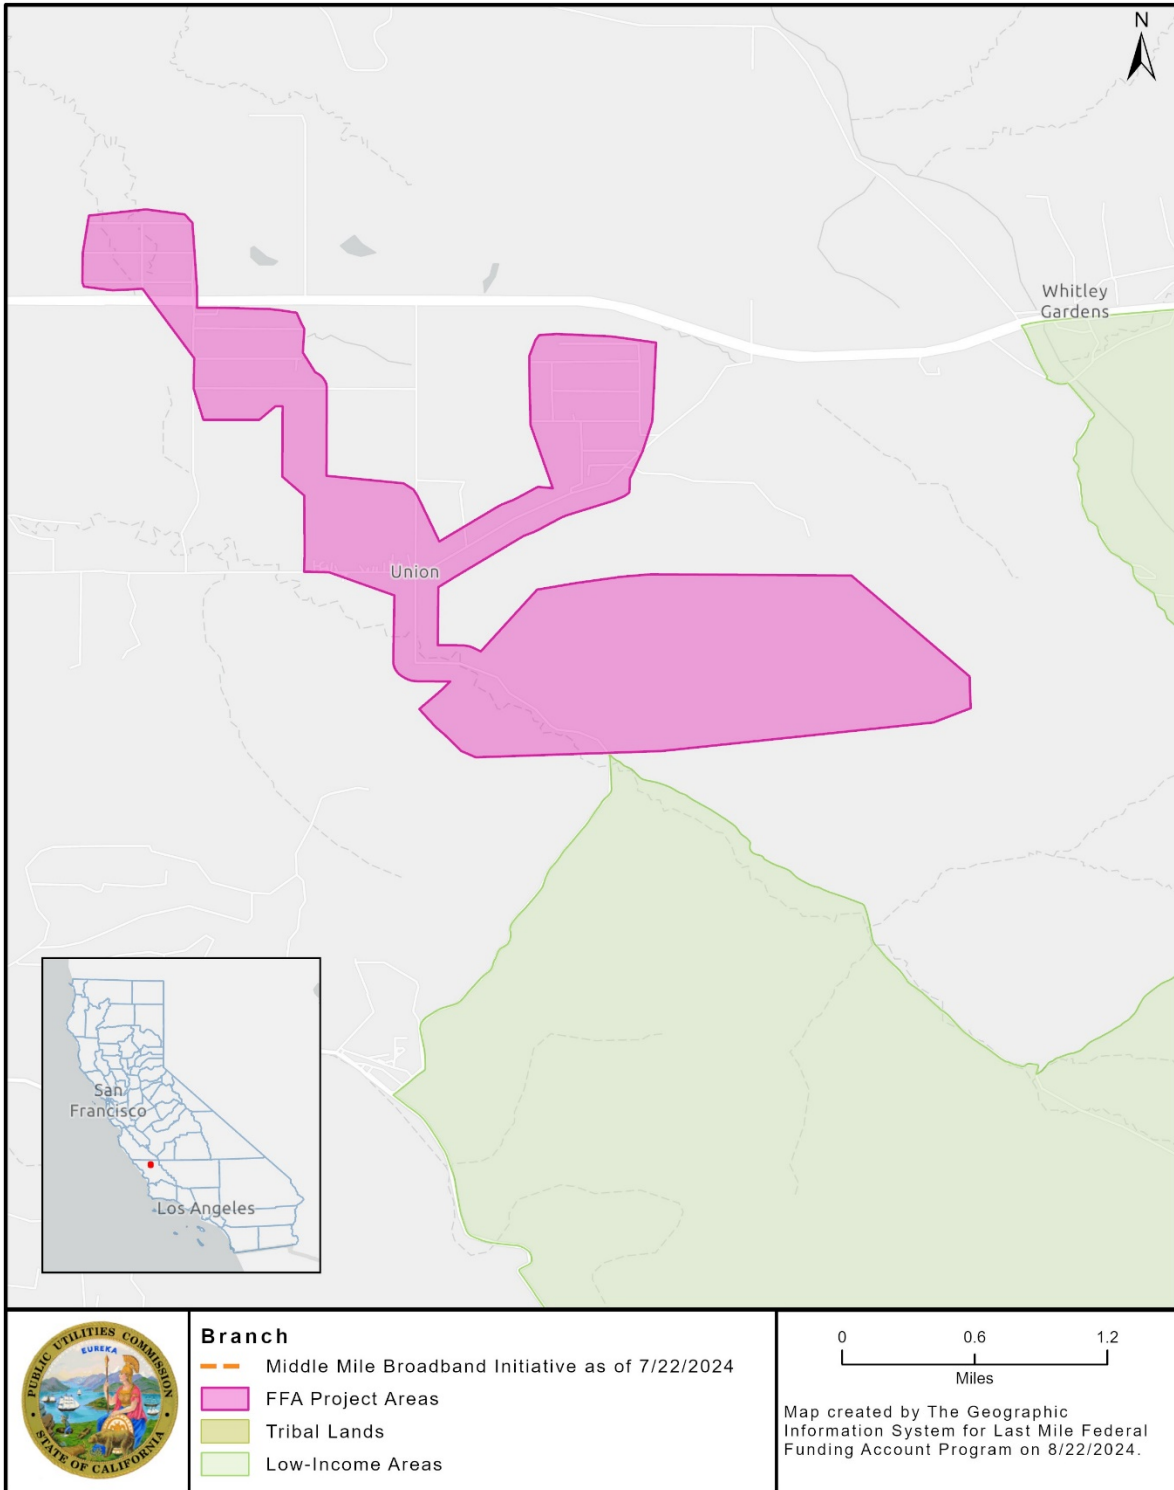 N
Whitley
Gardens
Union
San
Francisco
Los Angeles
PUBLIC UTILITIES COMMISSION
EUREKA
STATE OF CALIFORNIA
Branch
Middle Mile Broadband Initiative as of 7/22/2024
FFA Project Areas
Tribal Lands
Low-Income Areas
0 0.6 1.2
Miles
Map created by The Geographic
Information System for Last Mile Federal
Funding Account Program on 8/22/2024.